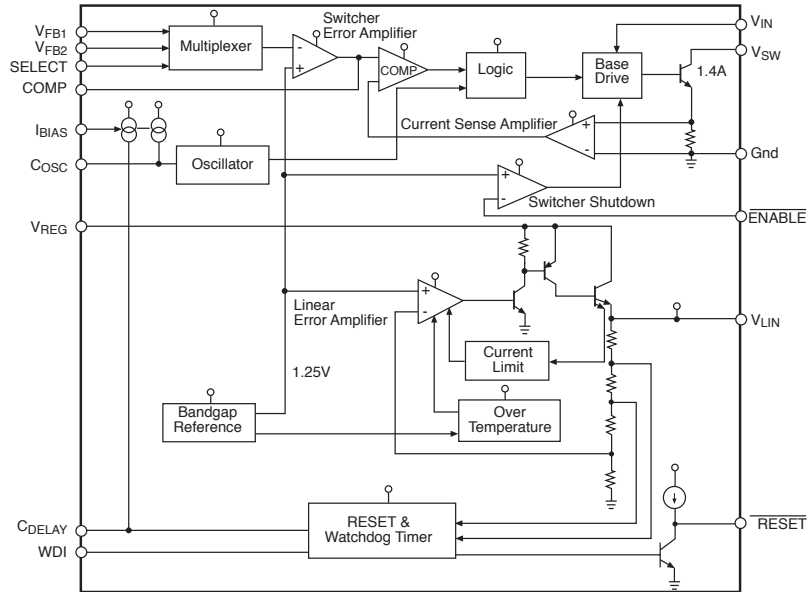 VFB1
VFB2
SELECT
COMP
IBIAS
COSC
VREG
CDELAY
WDI
Multiplexer
-
+
Switcher
Error Amplifier
COMP
Logic
Base
Drive
1.4A
VIN
VSW
Gnd
ENABLE
VLIN
RESET
Current Sense Amplifier
+
-
Oscillator
+
-
Switcher Shutdown
+
-
Linear
Error Amplifier
1.25V
Current
Limit
Over
Temperature
Bandgap
Reference
RESET &
Watchdog Timer